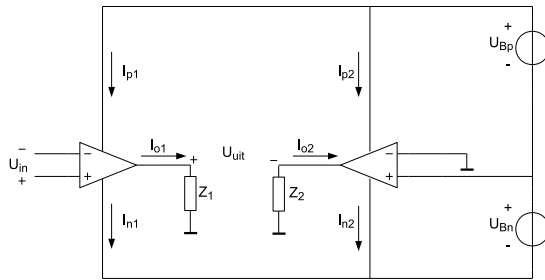 U_Bp
+
-
I_p1
I_p2
−
U_in
+
−
+
I_o1
+
U_uit
−
I_o2
−
+
Z_1
Z_2
I_n1
I_n2
+
U_Bn
-